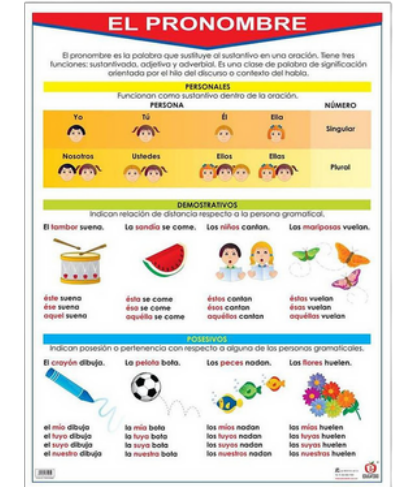 EL PRONOMBRE
El pronombre es la palabra que sustituye al sustantivo en una oración. Tiene tres
funciones: sustantivada, adjetiva y adverbial. Es una clase de palabra de significación
orientada por el hilo del discurso o contexto del habla.
PERSONALES
Funcionan como sustantivo dentro de la oración.
PERSONA NÚMERO
Yo Tú Él Ella
Singular
Nosotros Ustedes Ellos Ellas
Plural
DEMOSTRATIVOS
Indican relación de distancia respecto a la persona gramatical.
El tambor suena. La sandía se come. Los niños cantan. Las mariposas vuelan.
éste suena ésta se come éstos cantan éstas vuelan
ése suena ésa se come ésos cantan ésas vuelan
aquel suena aquélla se come aquéllos cantan aquéllas vuelan
POSESIVOS
Indican posesión o pertenencia con respecto a alguna de las personas gramaticales.
El crayón dibuja. La pelota bota. Los peces nadan. Las flores huelen.
el mío dibuja la mía bota los míos nadan las mías huelen
el tuyo dibuja la tuya bota los tuyos nadan las tuyas huelen
el suyo dibuja la suya bota los suyos nadan las suyas huelen
el nuestro dibuja la nuestra bota los nuestros nadan las nuestras huelen